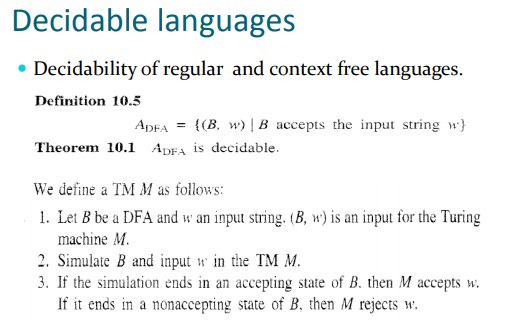 Decidable languages
• Decidability of regular and context free languages.
Definition 10.5
A_DFA = {(B, w) | B accepts the input string w}
Theorem 10.1 A_DFA is decidable.
We define a TM M as follows:
1. Let B be a DFA and w an input string. (B, w) is an input for the Turing
machine M.
2. Simulate B and input w in the TM M.
3. If the simulation ends in an accepting state of B. then M accepts w.
If it ends in a nonaccepting state of B, then M rejects w.